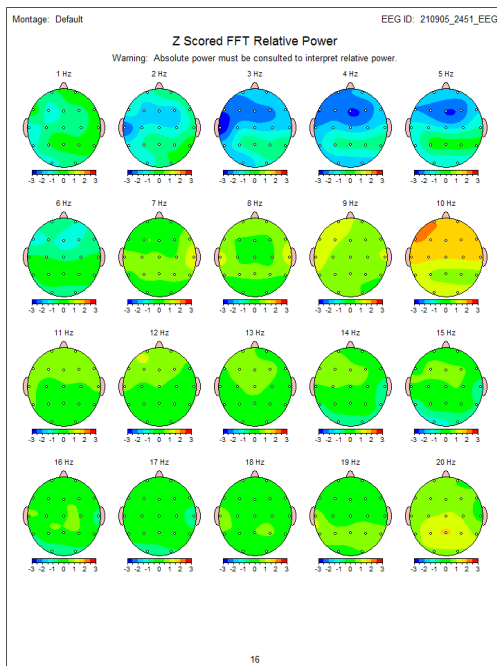 Montage: Default EEG ID: 210905_2451_EEG
Z Scored FFT Relative Power
Warning: Absolute power must be consulted to interpret relative power.
1 Hz 2 Hz 3 Hz 4 Hz 5 Hz
-3 -2 -1 0 1 2 3 -3 -2 -1 0 1 2 3 -3 -2 -1 0 1 2 3 -3 -2 -1 0 1 2 3 -3 -2 -1 0 1 2 3
6 Hz 7 Hz 8 Hz 9 Hz 10 Hz
-3 -2 -1 0 1 2 3 -3 -2 -1 0 1 2 3 -3 -2 -1 0 1 2 3 -3 -2 -1 0 1 2 3 -3 -2 -1 0 1 2 3
11 Hz 12 Hz 13 Hz 14 Hz 15 Hz
-3 -2 -1 0 1 2 3 -3 -2 -1 0 1 2 3 -3 -2 -1 0 1 2 3 -3 -2 -1 0 1 2 3 -3 -2 -1 0 1 2 3
16 Hz 17 Hz 18 Hz 19 Hz 20 Hz
-3 -2 -1 0 1 2 3 -3 -2 -1 0 1 2 3 -3 -2 -1 0 1 2 3 -3 -2 -1 0 1 2 3 -3 -2 -1 0 1 2 3
16